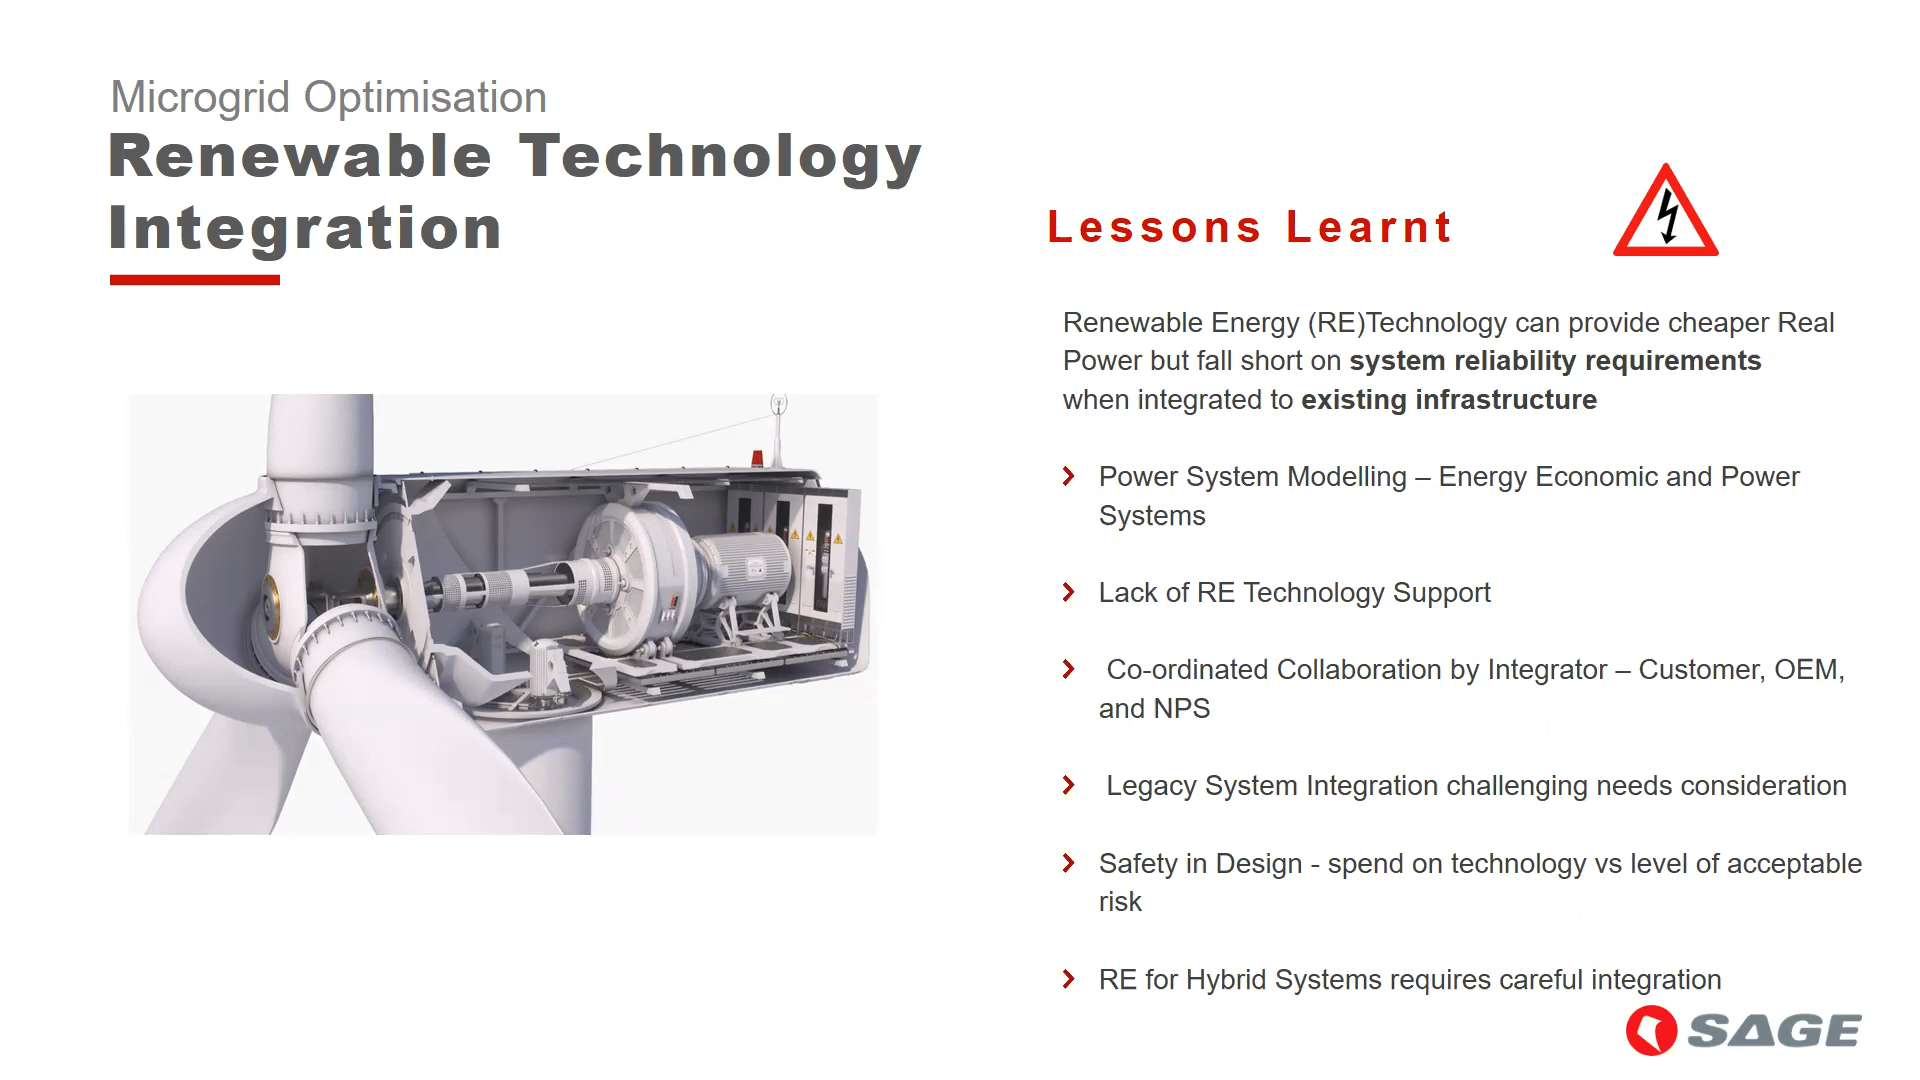 Microgrid Optimisation
Renewable Technology
Integration
Lessons Learnt
Renewable Energy (RE)Technology can provide cheaper Real
Power but fall short on system reliability requirements
when integrated to existing infrastructure
Power System Modelling – Energy Economic and Power
Systems
Lack of RE Technology Support
Co-ordinated Collaboration by Integrator – Customer, OEM,
and NPS
Legacy System Integration challenging needs consideration
Safety in Design - spend on technology vs level of acceptable
risk
RE for Hybrid Systems requires careful integration
SAGE